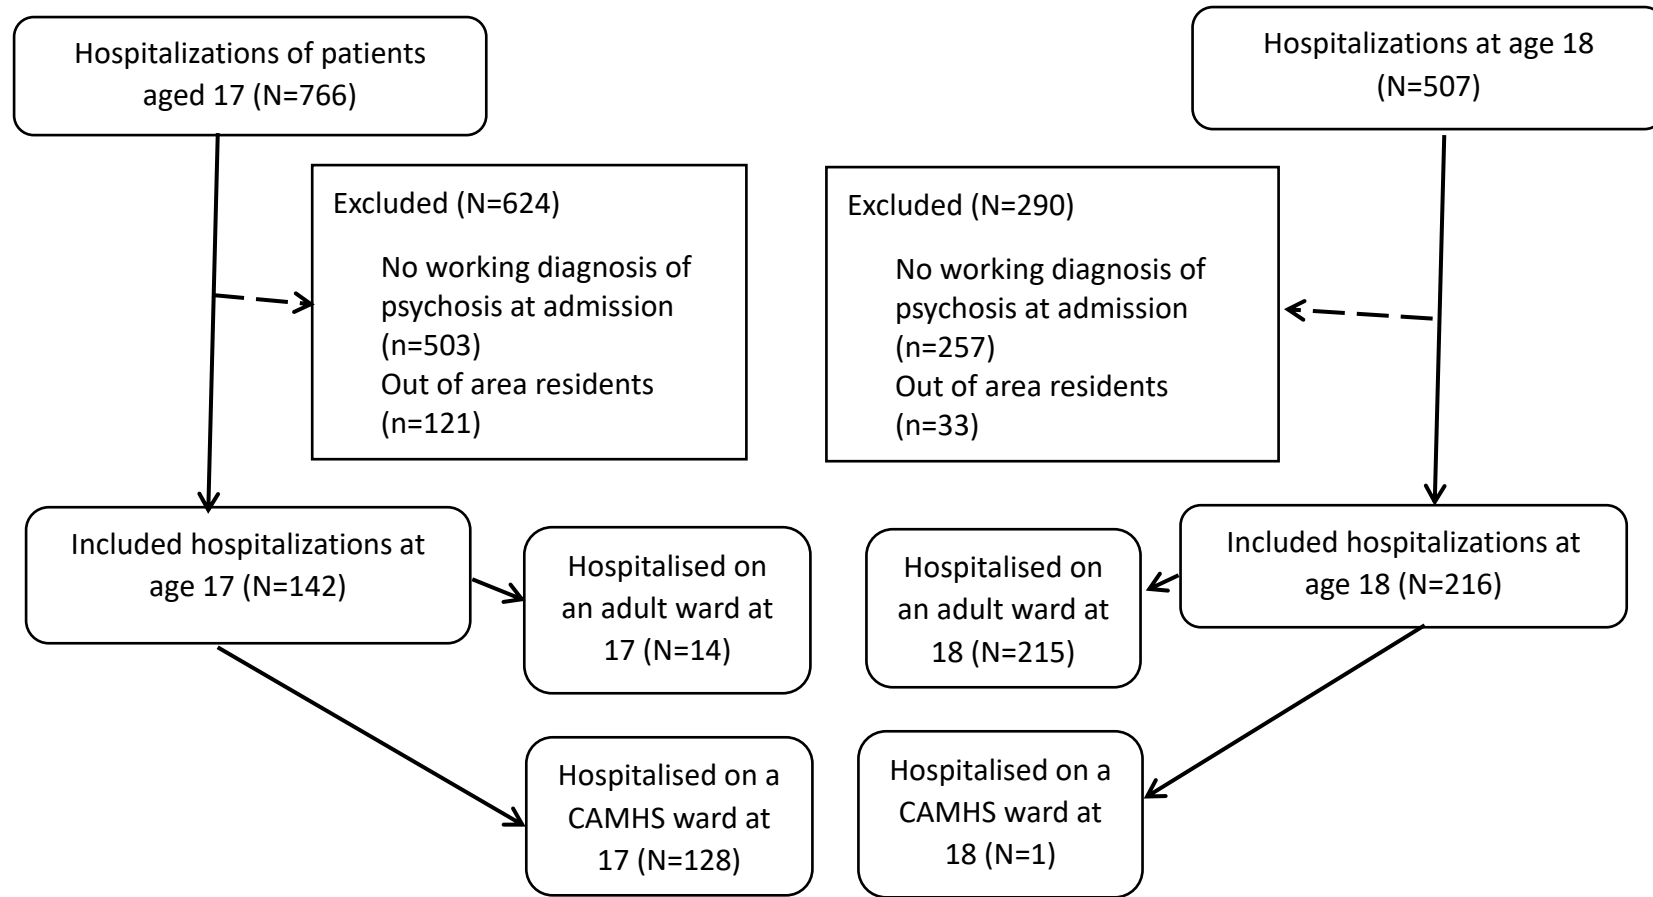 Hospitalizations of patients
aged 17 (N=766)
Hospitalizations at age 18
(N=507)
Excluded (N=624)
No working diagnosis of
psychosis at admission
(n=503)
Out of area residents
(n=121)
Excluded (N=290)
No working diagnosis of
psychosis at admission
(n=257)
Out of area residents
(n=33)
Included hospitalizations at
age 17 (N=142)
Hospitalised on
an adult ward at
17 (N=14)
Hospitalised on
an adult ward at
18 (N=215)
Included hospitalizations at
age 18 (N=216)
Hospitalised on a
CAMHS ward at
17 (N=128)
Hospitalised on a
CAMHS ward at
18 (N=1)